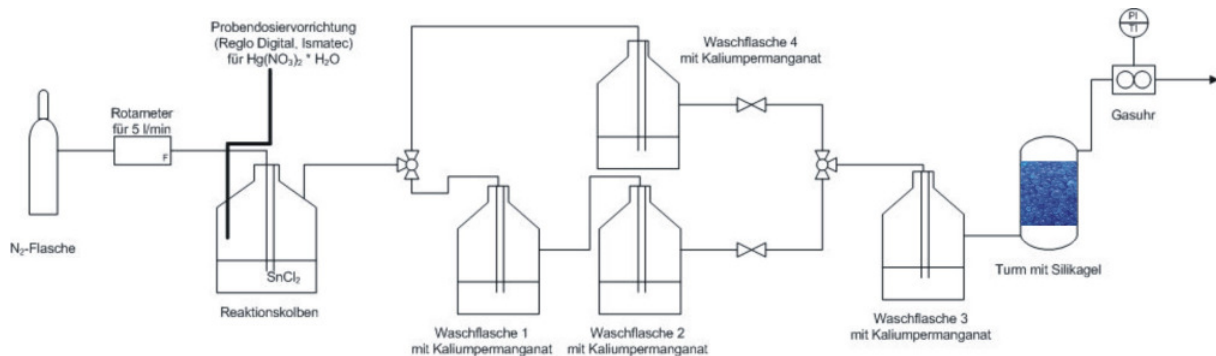 Probendosiervorrichtung
(Reglo Digital, Ismatec)
für Hg(NO₃)₂ * H₂O
Rotameter
für 5 l/min
F
N₂-Flasche
SnCl₂
Reaktionskolben
Waschflasche 4
mit Kaliumpermanganat
Waschflasche 1
mit Kaliumpermanganat
Waschflasche 2
mit Kaliumpermanganat
Waschflasche 3
mit Kaliumpermanganat
Turm mit Silikagel
PI
TI
Gasuhr